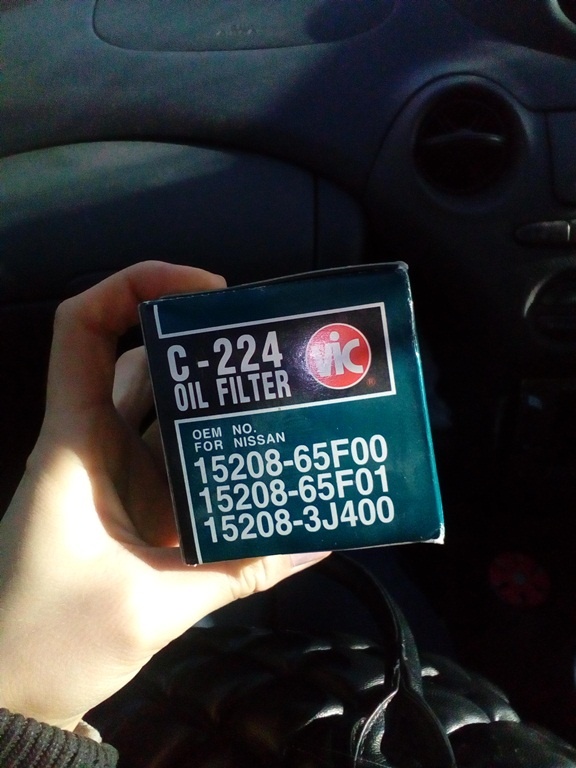 C-224
OIL FILTER
VIC
®
OEM NO.
FOR NISSAN
15208-65F00
15208-65F01
15208-3J400